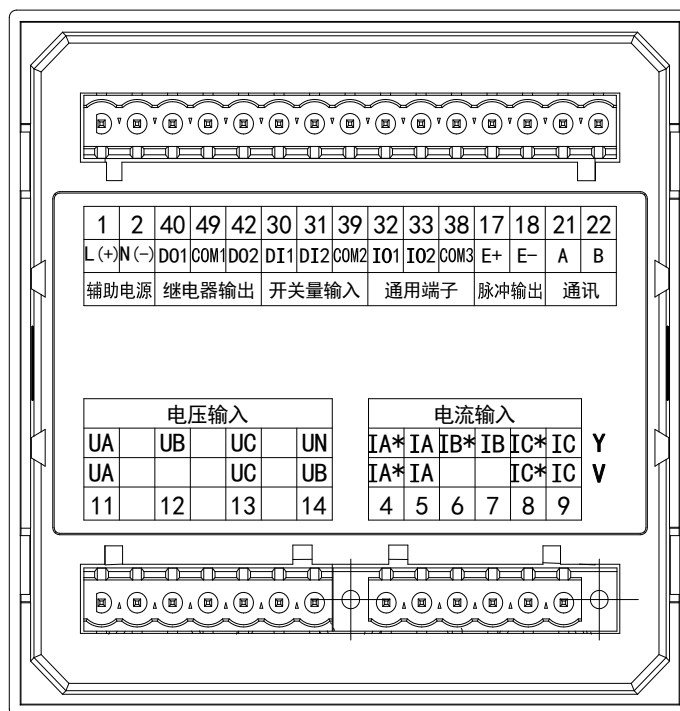 1 2 40 49 42 30 31 39 32 33 38 17 18 21 22
L(+) N(-) DO1 COM1 DO2 DI1 DI2 COM2 IO1 IO2 COM3 E+ E- A B
辅助电源 继电器输出 开关量输入 通用端子 脉冲输出 通讯
电压输入 电流输入
UA UB UC UN IA* IA IB* IB IC* IC Y
UA UC UB IA* IA IC* IC V
11 12 13 14 4 5 6 7 8 9